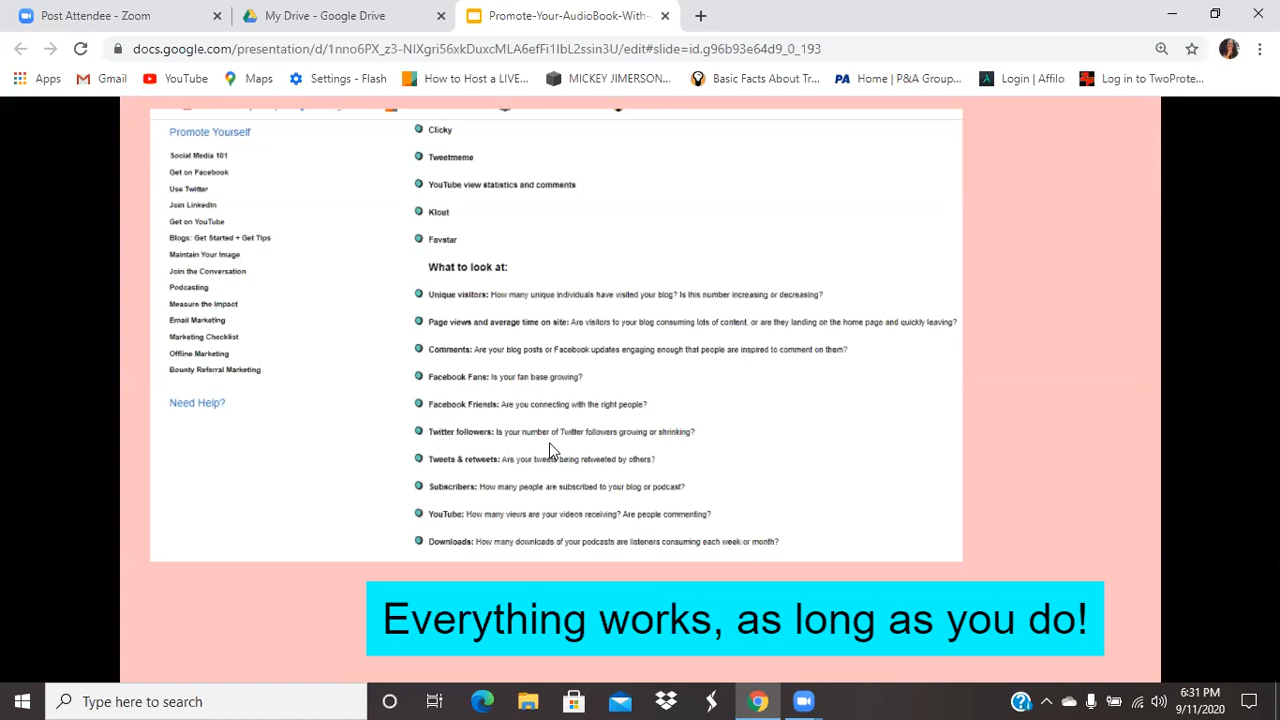 Post Attendee - Zoom
My Drive - Google Drive
Promote-Your-AudioBook-With-
docs.google.com/presentation/d/1nno6PX_z3-NIXgri56xkDuxcMLA6efFi1IbL2ssin3U/edit#slide=id.g96b93e64d9_0_193
Apps
Gmail
YouTube
Maps
Settings - Flash
How to Host a LIVE...
MICKEY JIMERSON...
Basic Facts About Tr...
Home | P&A Group...
Login | Affilo
Log in to TwoProte...
Promote Yourself
Social Media 101
Get on Facebook
Use Twitter
Join LinkedIn
Get on YouTube
Blogs: Get Started + Get Tips
Maintain Your Image
Join the Conversation
Podcasting
Measure the Impact
Email Marketing
Marketing Checklist
Offline Marketing
Bounty Referral Marketing
Need Help?
Clicky
Tweetmeme
YouTube view statistics and comments
Klout
Favstar
What to look at:
Unique visitors: How many unique individuals have visited your blog? Is this number increasing or decreasing?
Page views and average time on site: Are visitors to your blog consuming lots of content, or are they landing on the home page and quickly leaving?
Comments: Are your blog posts or Facebook updates engaging enough that people are inspired to comment on them?
Facebook Fans: Is your fan base growing?
Facebook Friends: Are you connecting with the right people?
Twitter followers: Is your number of Twitter followers growing or shrinking?
Tweets & retweets: Are your tweets being retweeted by others?
Subscribers: How many people are subscribed to your blog or podcast?
YouTube: How many views are your videos receiving? Are people commenting?
Downloads: How many downloads of your podcasts are listeners consuming each week or month?
Everything works, as long as you do!
Type here to search
8:31 PM
9/11/2020